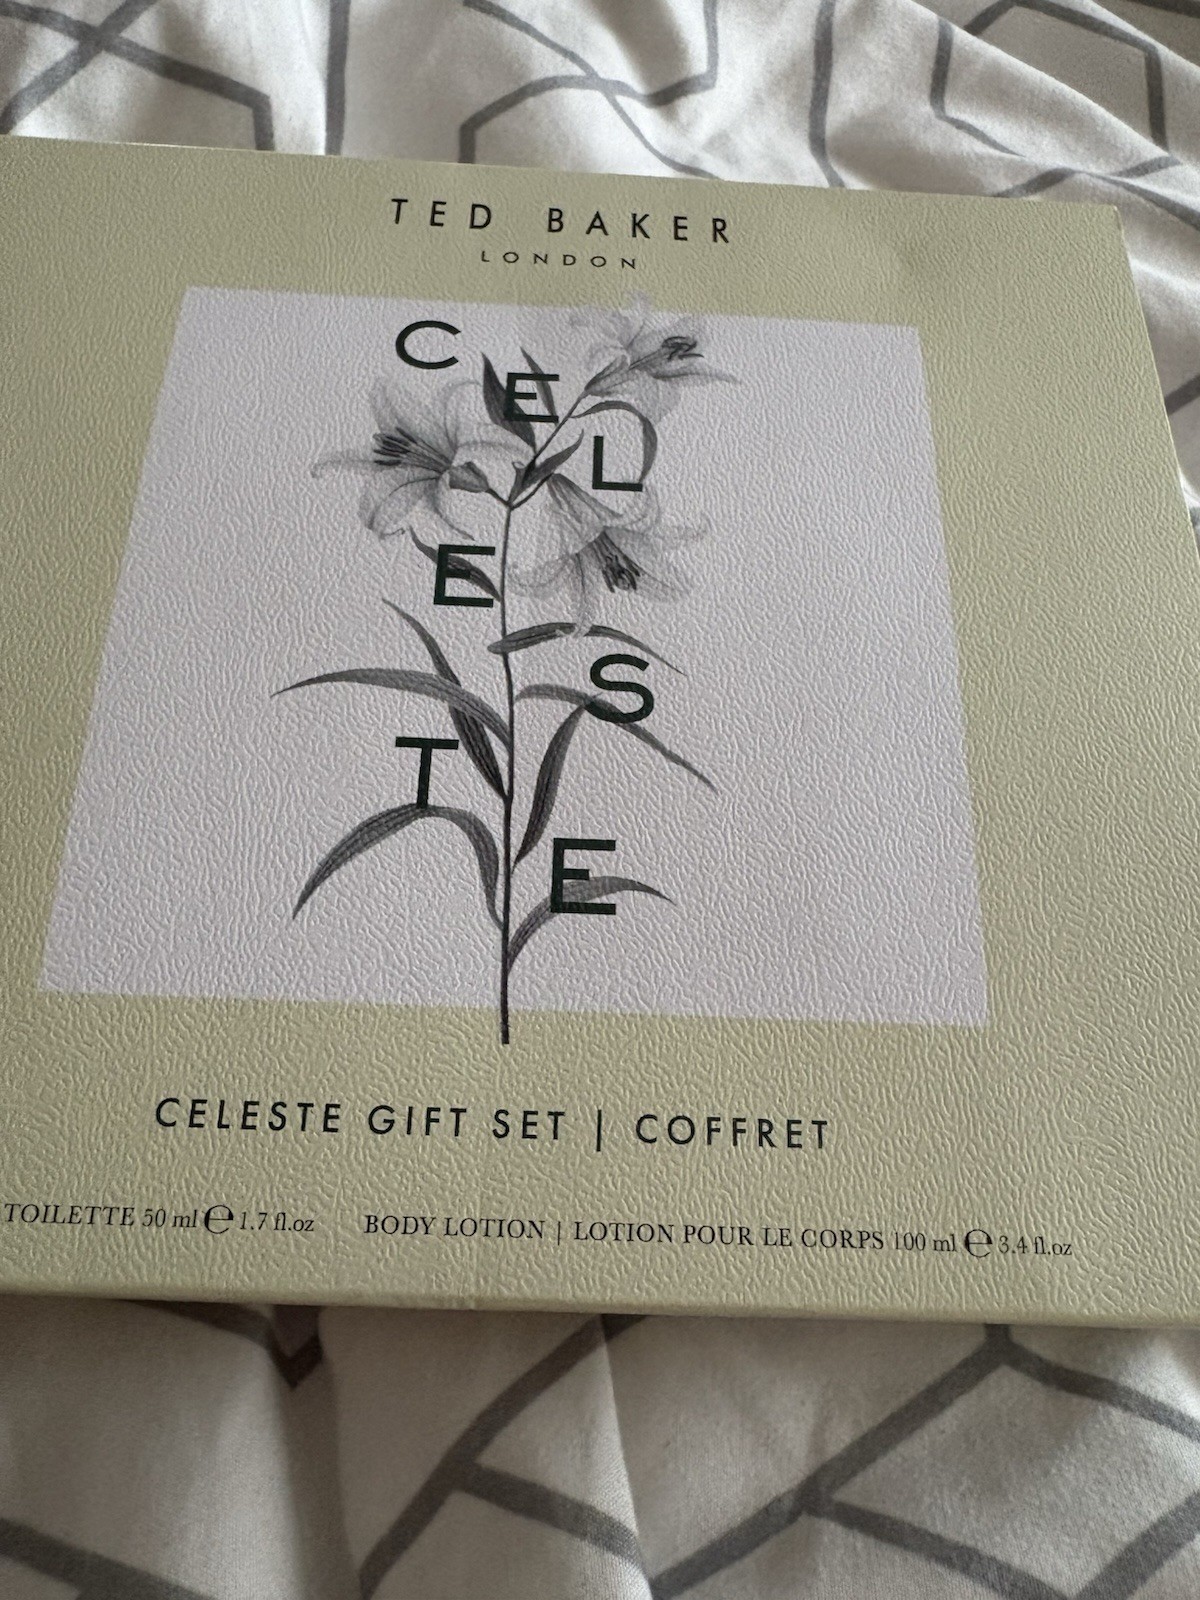 TED BAKER
LONDON
CELESTE
CELESTE GIFT SET | COFFRET
TOILETTE 50 ml ℮ 1.7 fl.oz BODY LOTION | LOTION POUR LE CORPS 100 ml ℮ 3.4 fl.oz